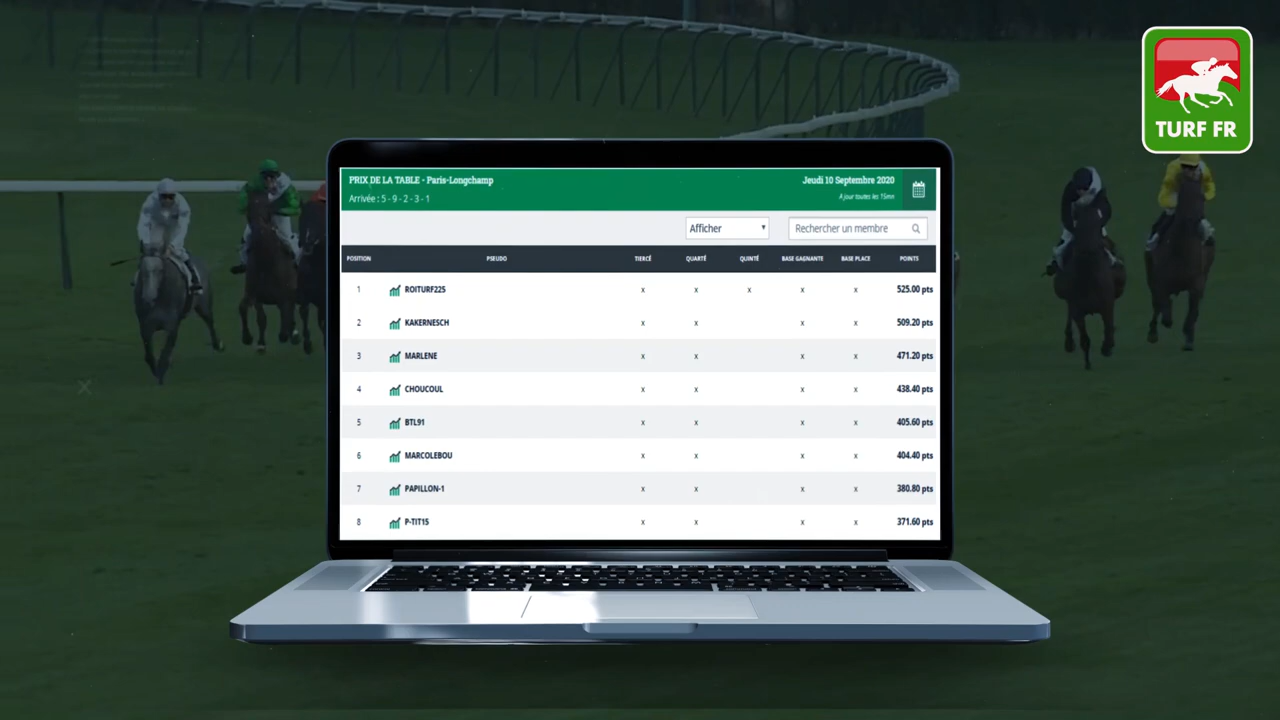 TURF FR
PRIX DE LA TABLE - Paris-Longchamp
Jeudi 10 Septembre 2020
Arrivée : 5 - 9 - 2 - 3 - 1
A jour toutes les 15mn
Afficher
Rechercher un membre
POSITION PSEUDO TIERCÉ QUARTÉ QUINTÉ BASE GAGNANTE BASE PLACE POINTS
1 ROITURF225 x x x x x 525.00 pts
2 KAKERNESCH x x x x 509.20 pts
3 MARLENE x x x x 471.20 pts
4 CHOUCOUL x x x x 438.40 pts
5 BTL91 x x x x 405.60 pts
6 MARCOLEBOU x x x x 404.40 pts
7 PAPILLON-1 x x x x 380.80 pts
8 P-TIT15 x x x x 371.60 pts